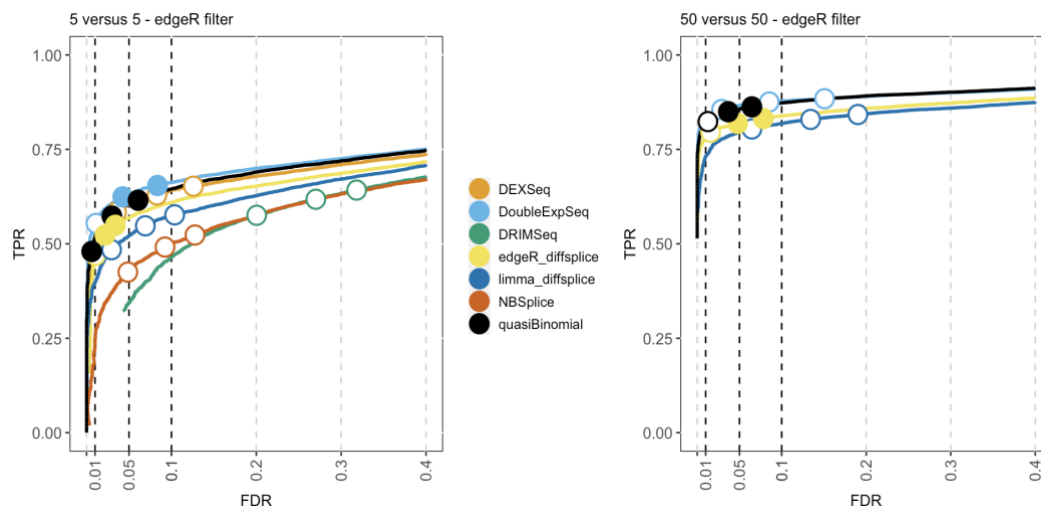 5 versus 5 - edgeR filter
TPR
1.00
0.75
0.50
0.25
0.00
0.01
0.05
0.1
0.2
0.3
0.4
FDR
DEXSeq
DoubleExpSeq
DRIMSeq
edgeR_diffsplice
limma_diffsplice
NBSplice
quasiBinomial
50 versus 50 - edgeR filter
TPR
1.00
0.75
0.50
0.25
0.00
0.01
0.05
0.1
0.2
0.3
0.4
FDR